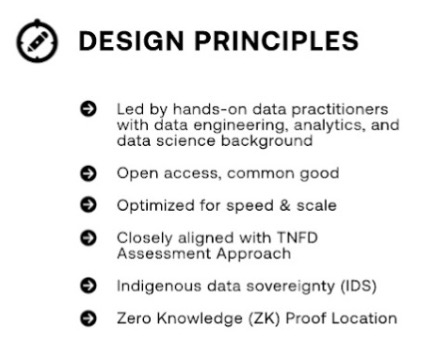 DESIGN PRINCIPLES
Led by hands-on data practitioners
with data engineering, analytics, and
data science background
Open access, common good
Optimized for speed & scale
Closely aligned with TNFD
Assessment Approach
Indigenous data sovereignty (IDS)
Zero Knowledge (ZK) Proof Location